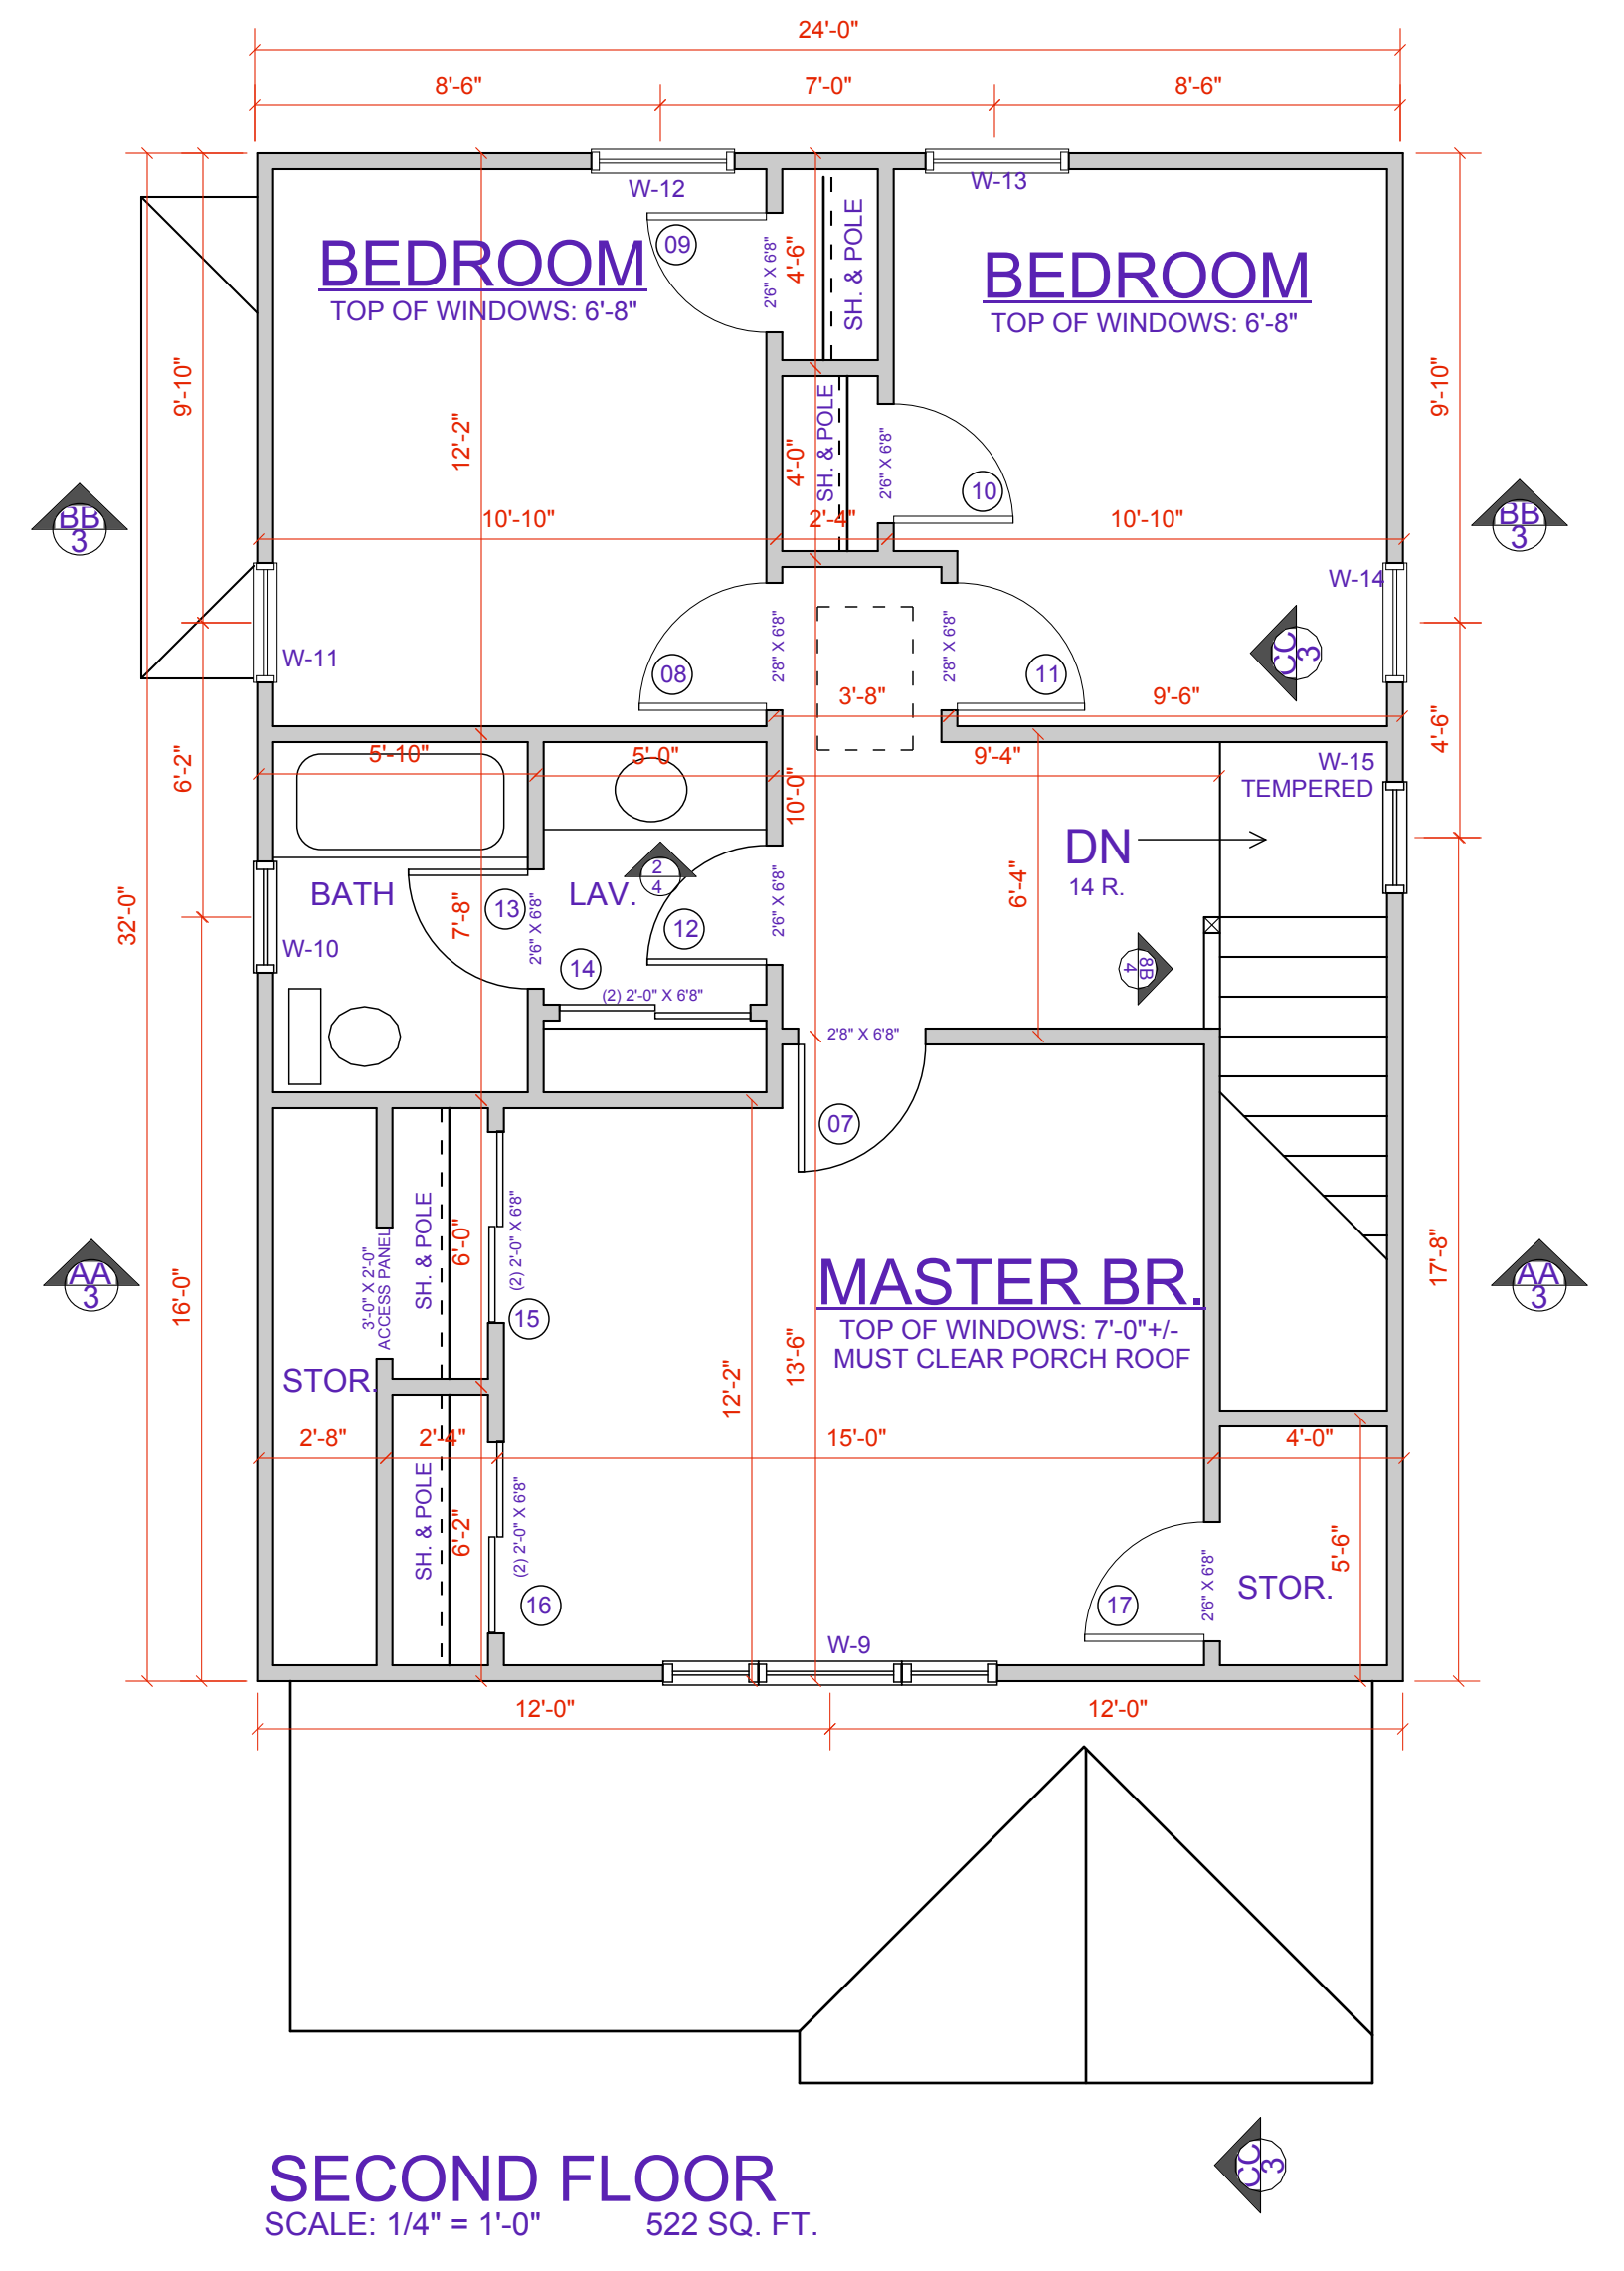 24'-0"
8'-6"
7'-0"
8'-6"
W-12
W-13
09
2'6" X 6'8"
4'-6"
SH. & POLE
BEDROOM
TOP OF WINDOWS: 6'-8"
BEDROOM
TOP OF WINDOWS: 6'-8"
9'-10"
12'-2"
4'-0"
SH. & POLE
2'6" X 6'8"
10
9'-10"
BB
3
BB
3
10'-10"
2'-4"
10'-10"
W-14
W-11
08
2'8" X 6'8"
2'8" X 6'8"
11
CC
3
3'-8"
9'-6"
4'-6"
6'-2"
5'-10"
5'-0"
10'-0"
9'-4"
W-15
TEMPERED
DN
14 R.
32'-0"
BATH
7'-8"
13
2'6" X 6'8"
LAV.
2
4
12
2'6" X 6'8"
6'-4"
W-10
14
(2) 2'-0" X 6'8"
8B
4
2'8" X 6'8"
07
16'-0"
AA
3
3'-0" X 2'-0"
ACCESS PANEL
SH. & POLE
6'-0"
(2) 2'-0" X 6'8"
15
MASTER BR.
TOP OF WINDOWS: 7'-0"+/-
MUST CLEAR PORCH ROOF
17'-8"
AA
3
STOR.
12'-2"
13'-6"
2'-8"
2'-4"
15'-0"
4'-0"
SH. & POLE
6'-2"
(2) 2'-0" X 6'8"
16
17
2'6" X 6'8"
STOR.
5'-6"
W-9
12'-0"
12'-0"
CC
3
SECOND FLOOR
SCALE: 1/4" = 1'-0"
522 SQ. FT.